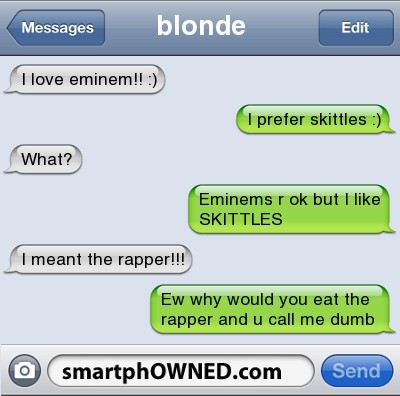 Messages
blonde
Edit
I love eminem!! :)
I prefer skittles :)
What?
Eminems r ok but I like
SKITTLES
I meant the rapper!!!
Ew why would you eat the
rapper and u call me dumb
smartphOWNED.com
Send